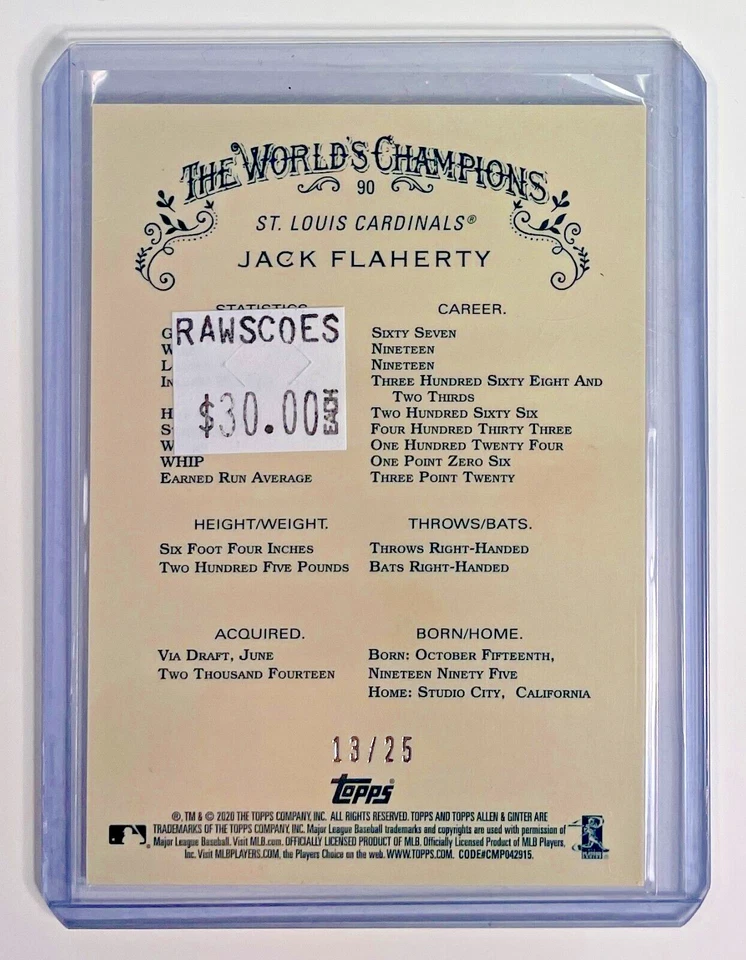 THE WORLD'S CHAMPIONS
90
ST. LOUIS CARDINALS®
JACK FLAHERTY
CAREER.
RAWSCOES
$30.00 EACH
SIXTY SEVEN
NINETEEN
NINETEEN
THREE HUNDRED SIXTY EIGHT AND
TWO THIRDS
TWO HUNDRED SIXTY SIX
FOUR HUNDRED THIRTY THREE
ONE HUNDRED TWENTY FOUR
WHIP ONE POINT ZERO SIX
EARNED RUN AVERAGE THREE POINT TWENTY
HEIGHT/WEIGHT. THROWS/BATS.
SIX FOOT FOUR INCHES THROWS RIGHT-HANDED
TWO HUNDRED FIVE POUNDS BATS RIGHT-HANDED
ACQUIRED. BORN/HOME.
VIA DRAFT, JUNE BORN: OCTOBER FIFTEENTH,
TWO THOUSAND FOURTEEN NINETEEN NINETY FIVE
HOME: STUDIO CITY, CALIFORNIA
13/25
topps®
®, TM & © 2020 THE TOPPS COMPANY, INC. ALL RIGHTS RESERVED. TOPPS AND TOPPS ALLEN & GINTER ARE
TRADEMARKS OF THE TOPPS COMPANY, INC. Major League Baseball trademarks and copyrights are used with permission of
Major League Baseball. Visit MLB.com. OFFICIALLY LICENSED PRODUCT OF MLB. Officially Licensed Product of MLB Players,
Inc. Visit MLBPLAYERS.COM, the Players Choice on the web. WWW.TOPPS.COM. CODE#CMP042915.